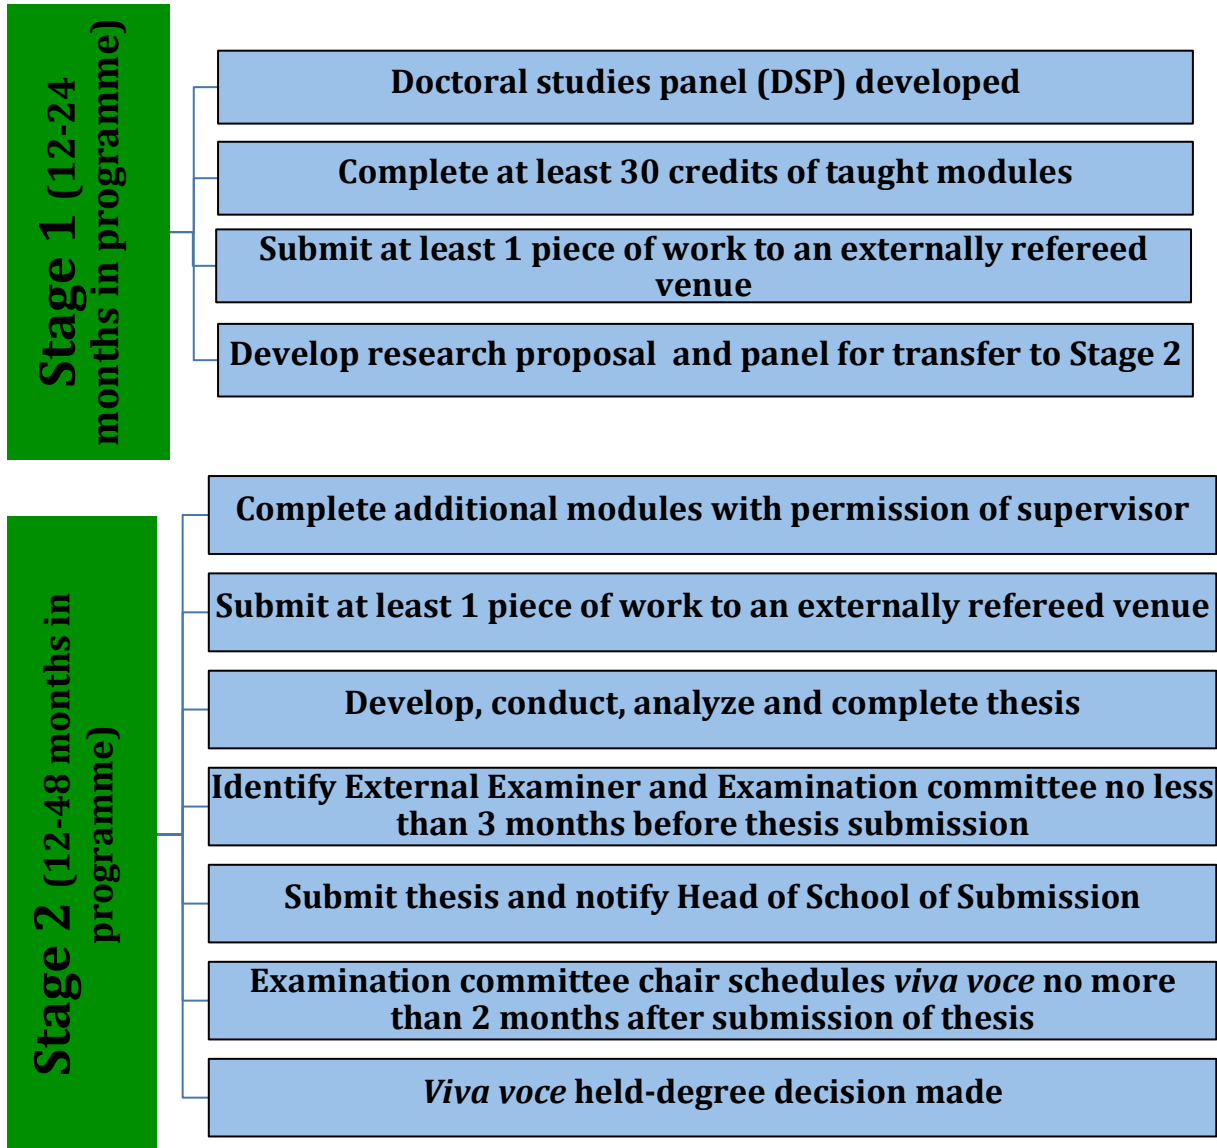 Stage 1 (12-24
months in programme)
Doctoral studies panel (DSP) developed
Complete at least 30 credits of taught modules
Submit at least 1 piece of work to an externally refereed
venue
Develop research proposal  and panel for transfer to Stage 2
Stage 2 (12-48 months in
programme)
Complete additional modules with permission of supervisor
Submit at least 1 piece of work to an externally refereed venue
Develop, conduct, analyze and complete thesis
Identify External Examiner and Examination committee no less
than 3 months before thesis submission
Submit thesis and notify Head of School of Submission
Examination committee chair schedules viva voce no more
than 2 months after submission of thesis
Viva voce held-degree decision made